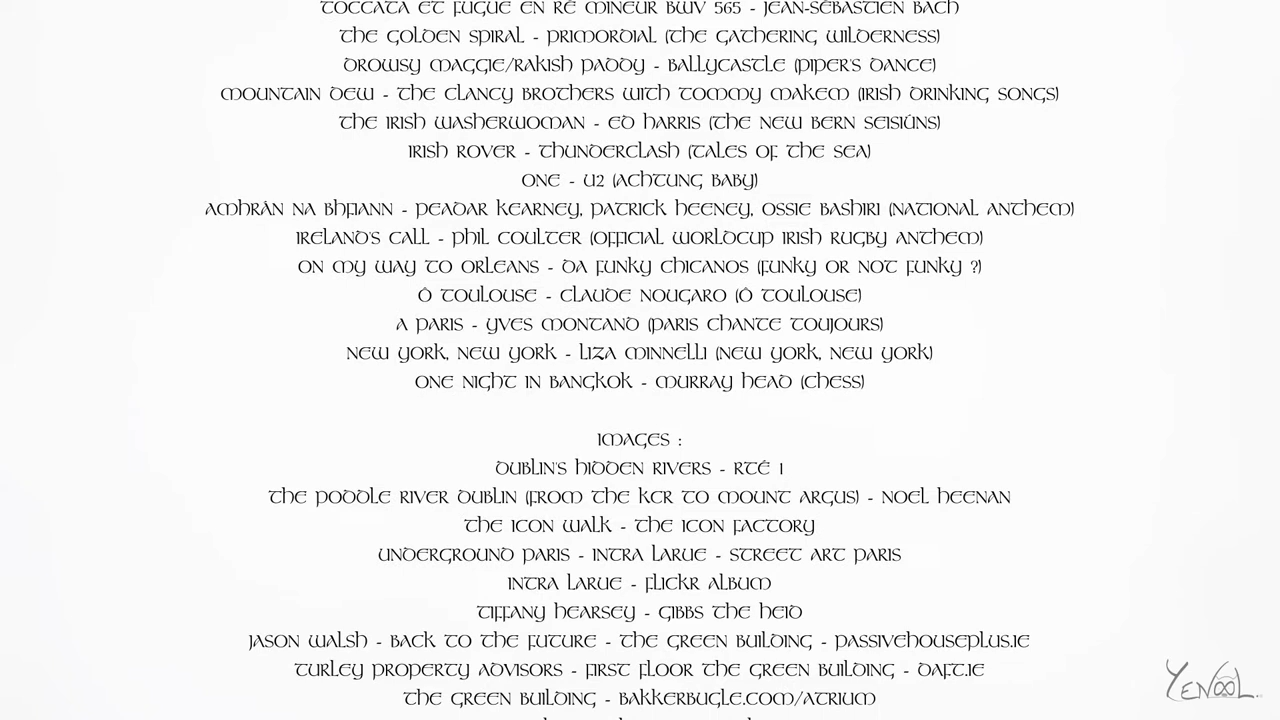 TOCCATA ET FUGUE EN RÉ MINEUR BWV 565 - JEAN-SÉBASTIEN BACH
THE GOLDEN SPIRAL - PRIMORDIAL (THE GATHERING WILDERNESS)
DROWSY MAGGIE/RAKISH PADDY - BALLYCASTLE (PIPER'S DANCE)
MOUNTAIN DEW - THE CLANCY BROTHERS WITH TOMMY MAKEM (IRISH DRINKING SONGS)
THE IRISH WASHERWOMAN - ED HARRIS (THE NEW BERN SEISIÚNS)
IRISH ROVER - THUNDERCLASH (TALES OF THE SEA)
ONE - U2 (ACHTUNG BABY)
AMHRÁN NA BHFIANN - PEADAR KEARNEY, PATRICK HEENEY, OSSIE BASHIRI (NATIONAL ANTHEM)
IRELAND'S CALL - PHIL COULTER (OFFICIAL WORLDCUP IRISH RUGBY ANTHEM)
ON MY WAY TO ORLEANS - DA FUNKY CHICANOS (FUNKY OR NOT FUNKY ?)
Ô TOULOUSE - CLAUDE NOUGARO (Ô TOULOUSE)
A PARIS - YVES MONTAND (PARIS CHANTE TOUJOURS)
NEW YORK, NEW YORK - LIZA MINNELLI (NEW YORK, NEW YORK)
ONE NIGHT IN BANGKOK - MURRAY HEAD (CHESS)
IMAGES :
DUBLIN'S HIDDEN RIVERS - RTÉ 1
THE PODDLE RIVER DUBLIN (FROM THE KCR TO MOUNT ARGUS) - NOEL HEENAN
THE ICON WALK - THE ICON FACTORY
UNDERGROUND PARIS - INTRA LARUE - STREET ART PARIS
INTRA LARUE - FLICKR ALBUM
TIFFANY HEARSEY - GIBBS THE HEID
JASON WALSH - BACK TO THE FUTURE - THE GREEN BUILDING - PASSIVEHOUSEPLUS.IE
TURLEY PROPERTY ADVISORS - FIRST FLOOR THE GREEN BUILDING - DAFT.IE
THE GREEN BUILDING - BAKKERBUGLE.COM/ATRIUM
YENOOL